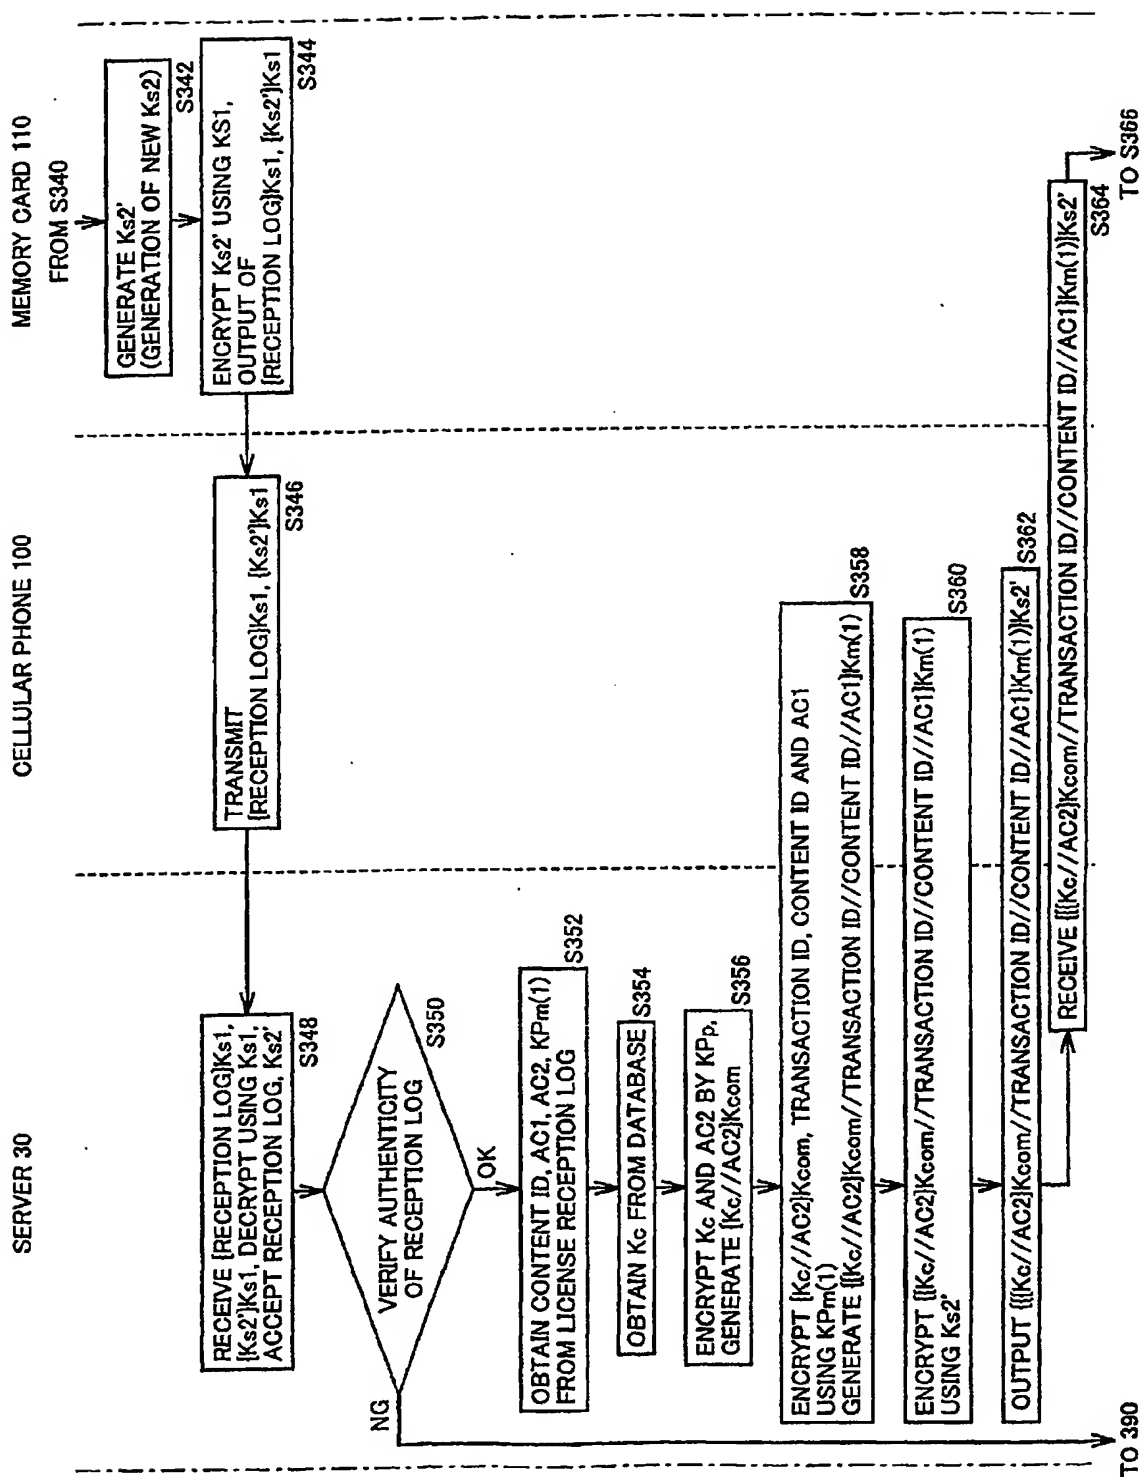 SERVER 30
CELLULAR PHONE 100
MEMORY CARD 110
FROM S340
GENERATE Ks2'
(GENERATION OF NEW Ks2)
S342
ENCRYPT Ks2' USING KS1,
OUTPUT OF
{RECEPTION LOG}Ks1, {Ks2'}Ks1
S344
TRANSMIT
{RECEPTION LOG}Ks1, {Ks2'}Ks1
S346
RECEIVE {RECEPTION LOG}Ks1,
{Ks2'}Ks1, DECRYPT USING Ks1,
ACCEPT RECEPTION LOG, Ks2'
S348
VERIFY AUTHENTICITY
OF RECEPTION LOG
S350
NG
OK
OBTAIN CONTENT ID, AC1, AC2, KPm(1)
FROM LICENSE RECEPTION LOG
S352
OBTAIN Kc FROM DATABASE
S354
ENCRYPT Kc AND AC2 BY KPp,
GENERATE {Kc//AC2}Kcom
S356
ENCRYPT {Kc//AC2}Kcom, TRANSACTION ID, CONTENT ID AND AC1
USING KPm(1)
GENERATE {{Kc//AC2}Kcom//TRANSACTION ID//CONTENT ID//AC1}Km(1)
S358
ENCRYPT {{Kc//AC2}Kcom//TRANSACTION ID//CONTENT ID//AC1}Km(1)
USING Ks2'
S360
OUTPUT {{{Kc//AC2}Kcom//TRANSACTION ID//CONTENT ID//AC1}Km(1)}Ks2'
S362
RECEIVE {{{Kc//AC2}Kcom//TRANSACTION ID//CONTENT ID//AC1}Km(1)}Ks2'
S364
TO S366
TO 390